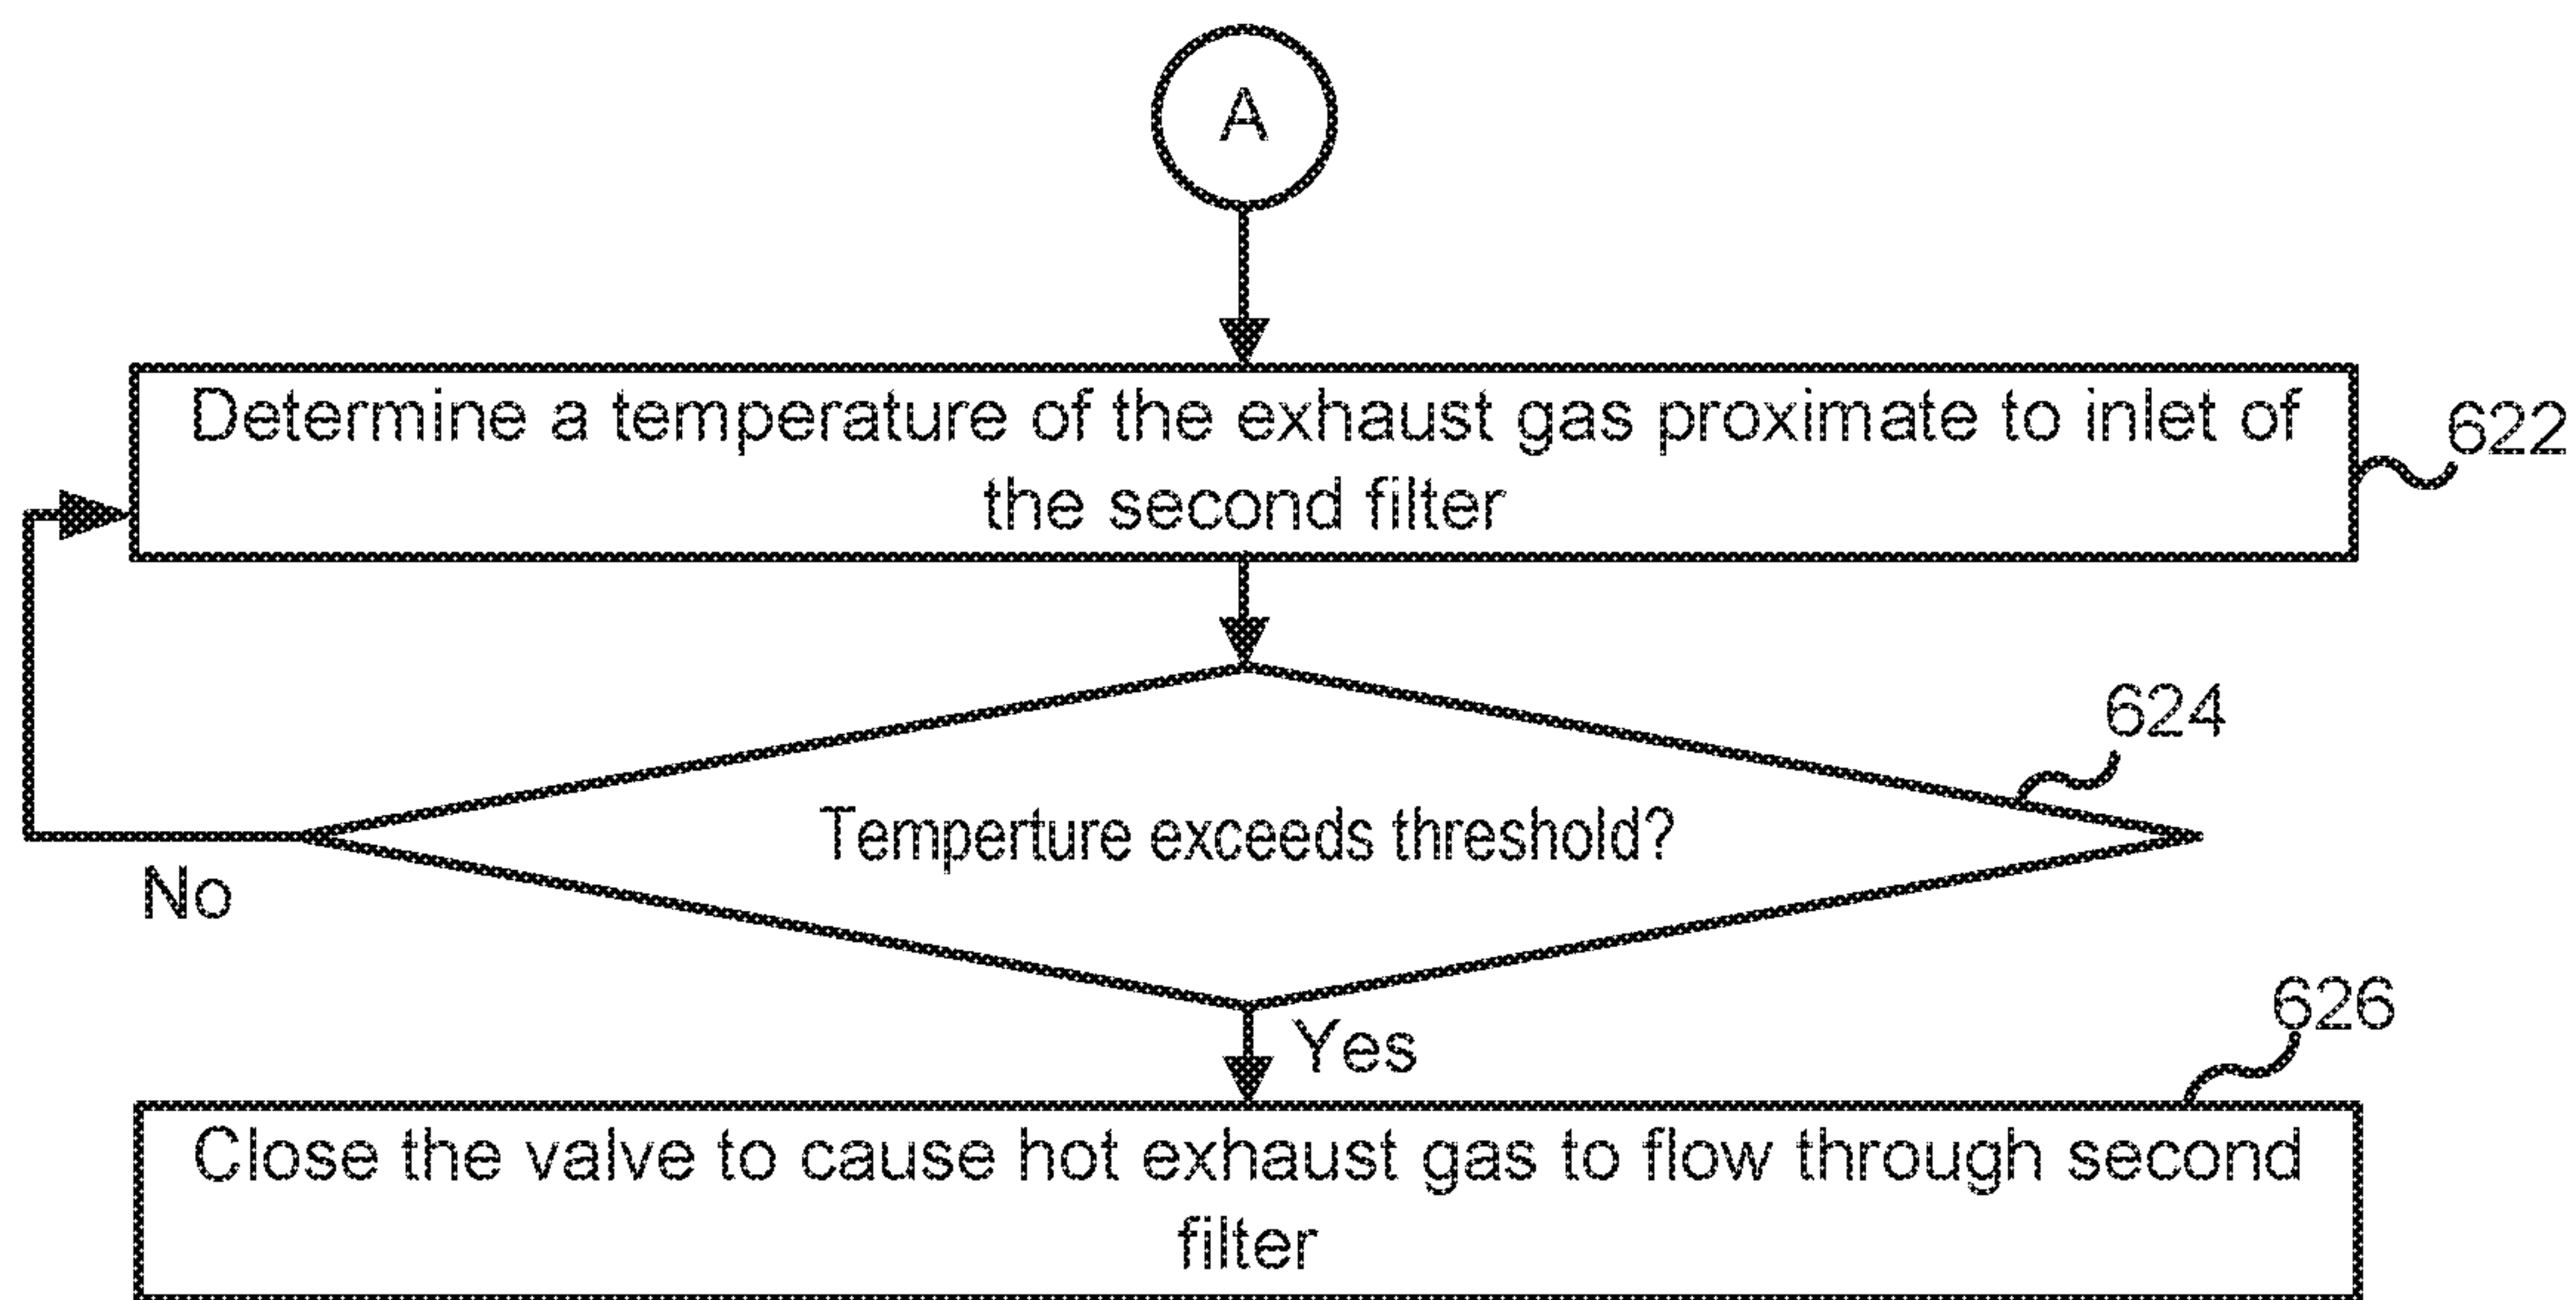 A
Determine a temperature of the exhaust gas proximate to inlet of
the second filter
622
624
Temperture exceeds threshold?
No
626
Yes
Close the valve to cause hot exhaust gas to flow through second
filter